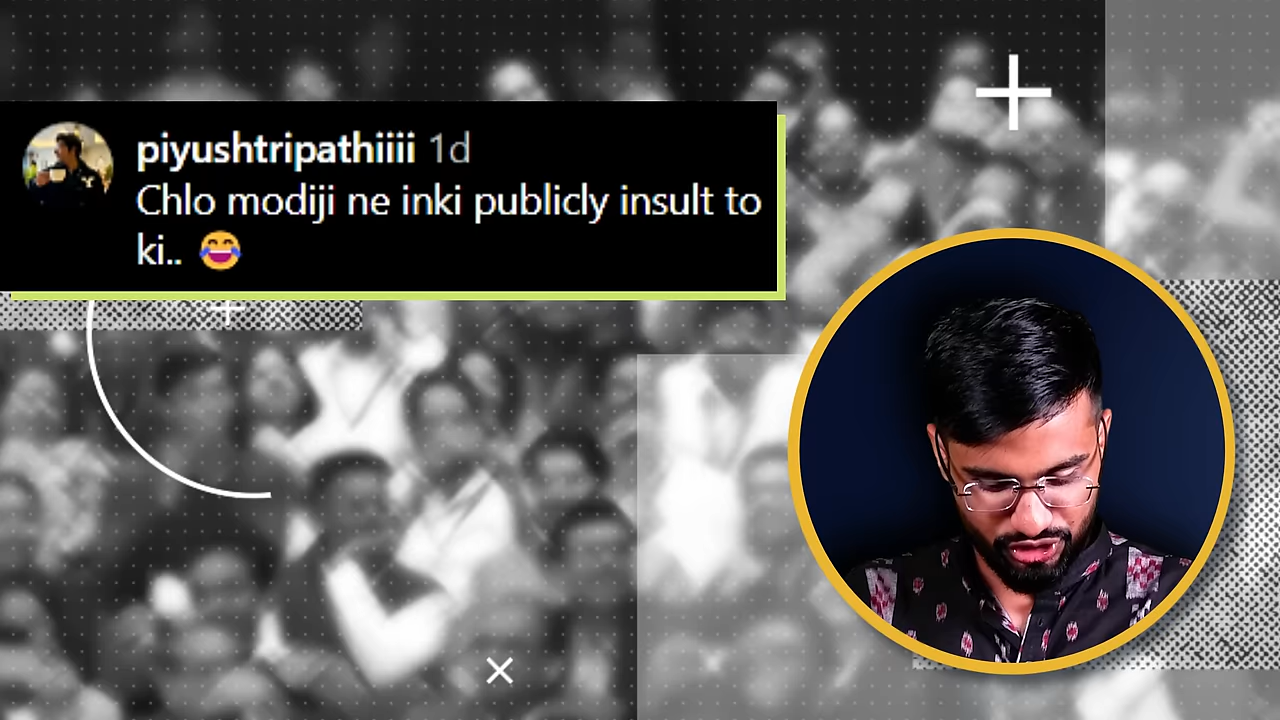 piyushtripathiiii 1d
Chlo modiji ne inki publicly insult to
ki.. 😂